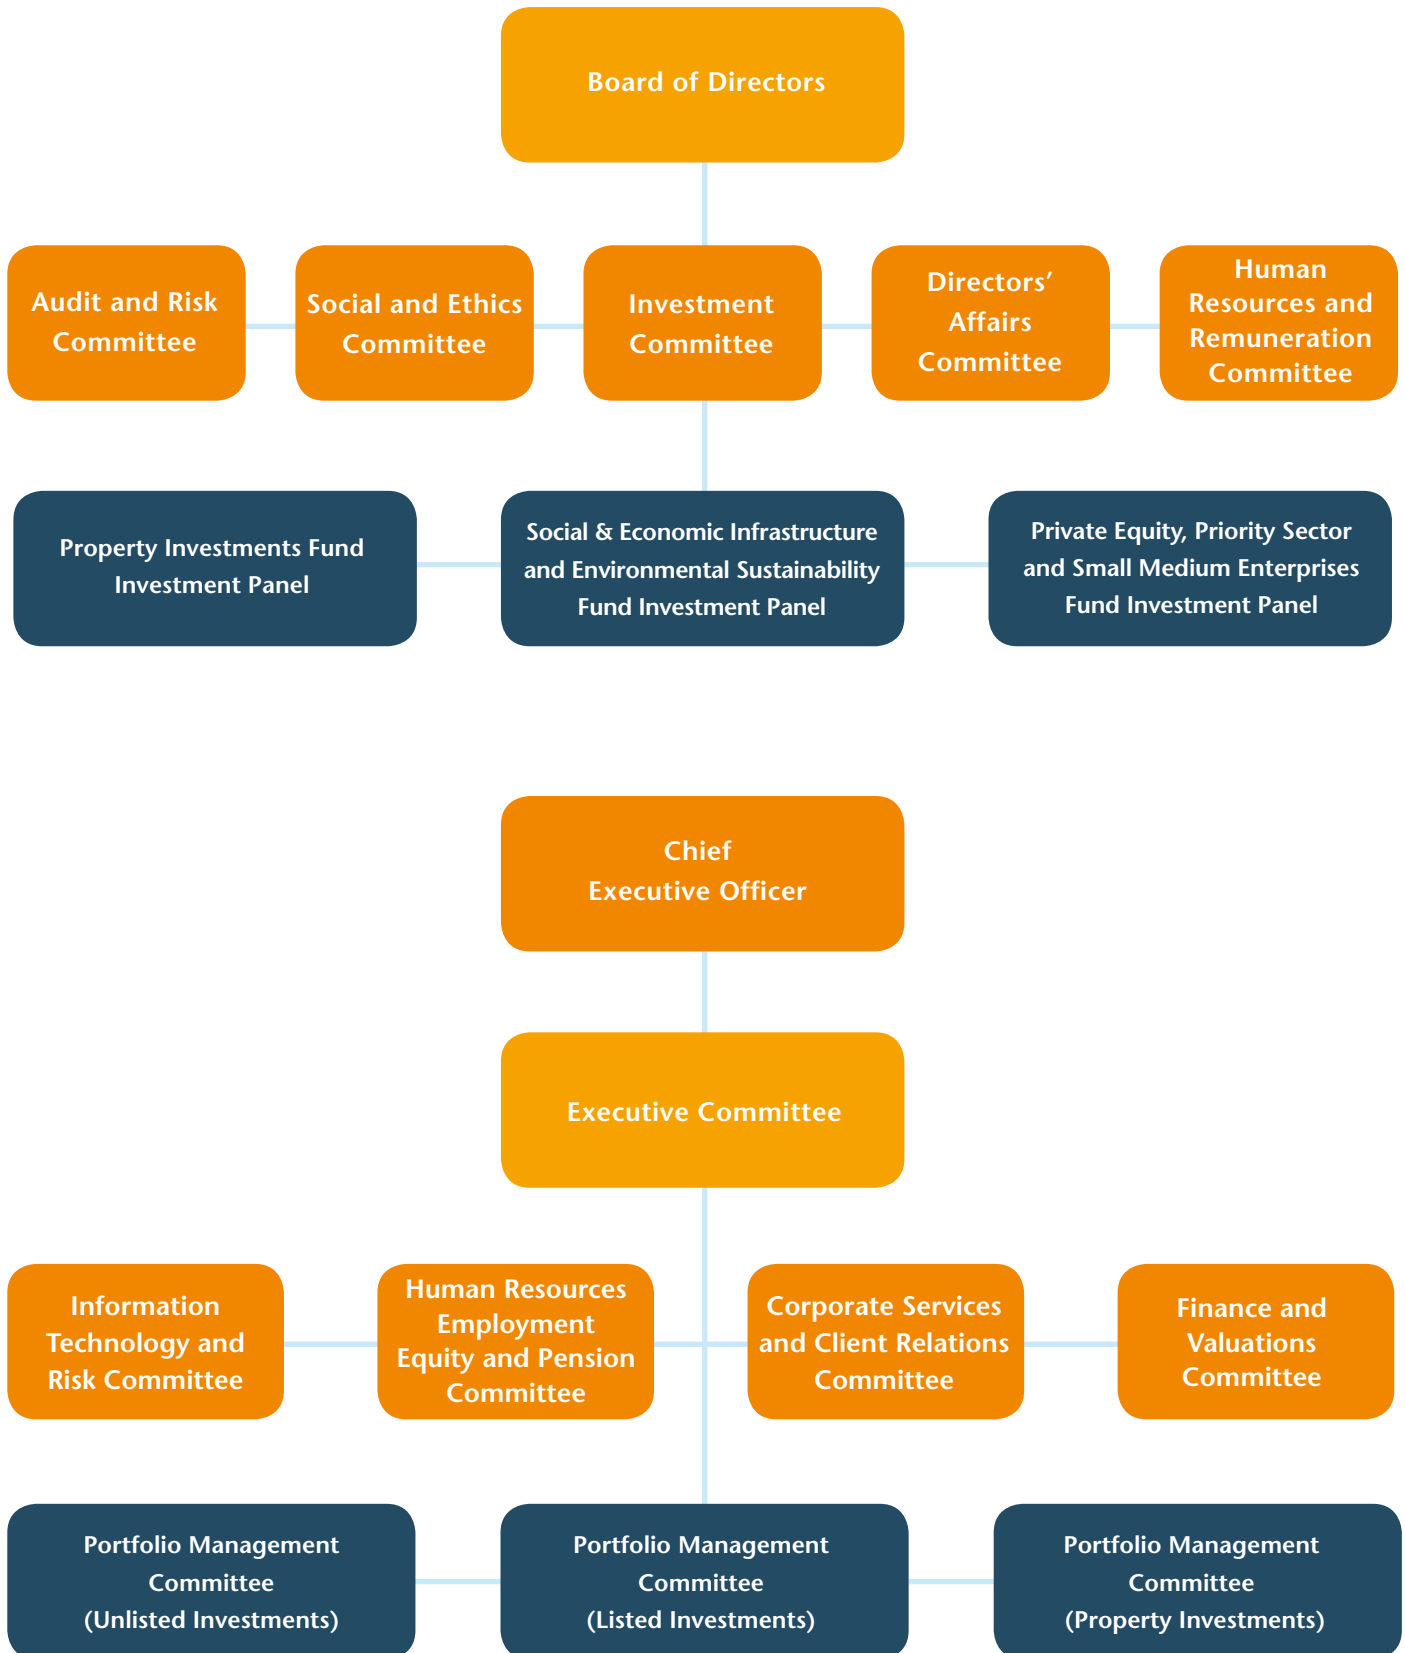 Board of Directors
Audit and Risk
Committee
Social and Ethics
Committee
Investment
Committee
Directors’
Affairs
Committee
Human
Resources and
Remuneration
Committee
Property Investments Fund
Investment Panel
Social & Economic Infrastructure
and Environmental Sustainability
Fund Investment Panel
Private Equity, Priority Sector
and Small Medium Enterprises
Fund Investment Panel
Chief
Executive Officer
Executive Committee
Information
Technology and
Risk Committee
Human Resources
Employment
Equity and Pension
Committee
Corporate Services
and Client Relations
Committee
Finance and
Valuations
Committee
Portfolio Management
Committee
(Unlisted Investments)
Portfolio Management
Committee
(Listed Investments)
Portfolio Management
Committee
(Property Investments)